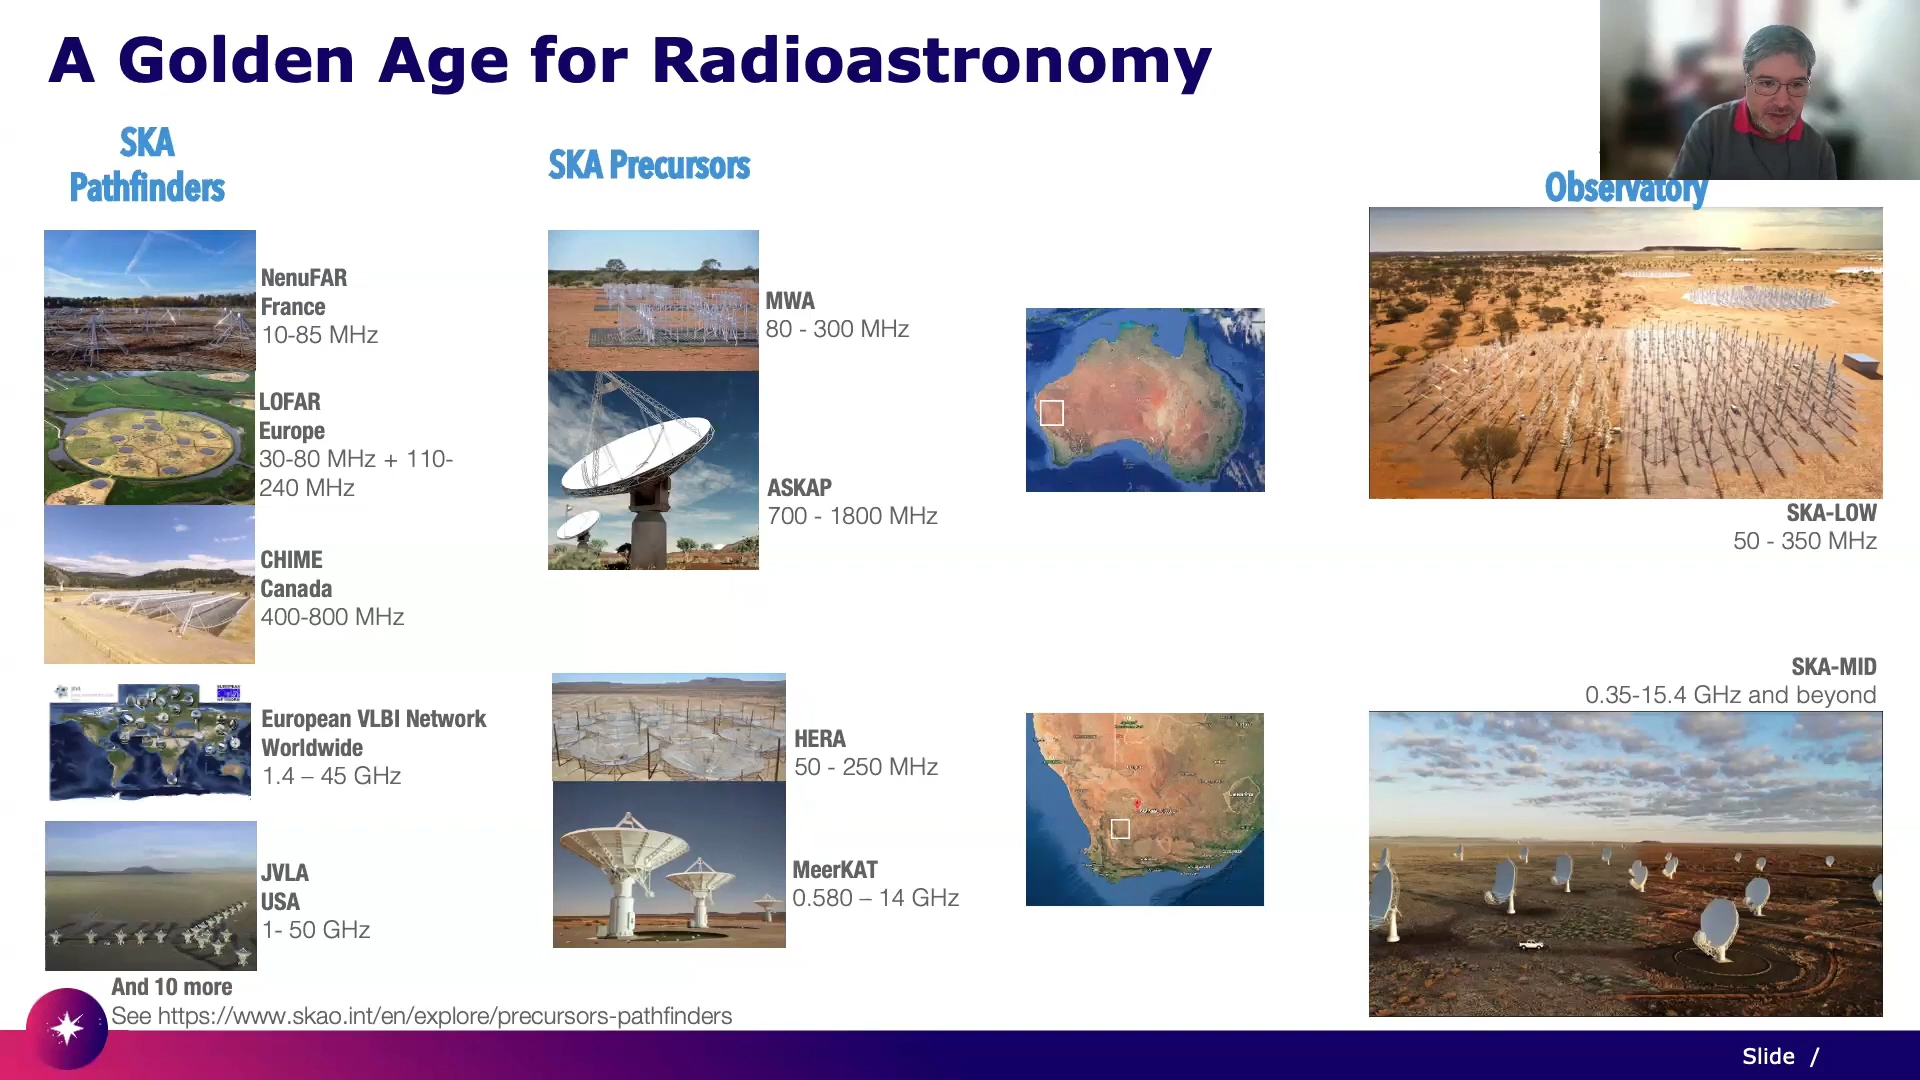 A Golden Age for Radioastronomy
SKA
Pathfinders
SKA Precursors
Observatory
NenuFAR
France
10-85 MHz
LOFAR
Europe
30-80 MHz + 110-
240 MHz
CHIME
Canada
400-800 MHz
European VLBI Network
Worldwide
1.4 – 45 GHz
JVLA
USA
1- 50 GHz
And 10 more
See https://www.skao.int/en/explore/precursors-pathfinders
MWA
80 - 300 MHz
ASKAP
700 - 1800 MHz
HERA
50 - 250 MHz
MeerKAT
0.580 – 14 GHz
SKA-LOW
50 - 350 MHz
SKA-MID
0.35-15.4 GHz and beyond
Slide /